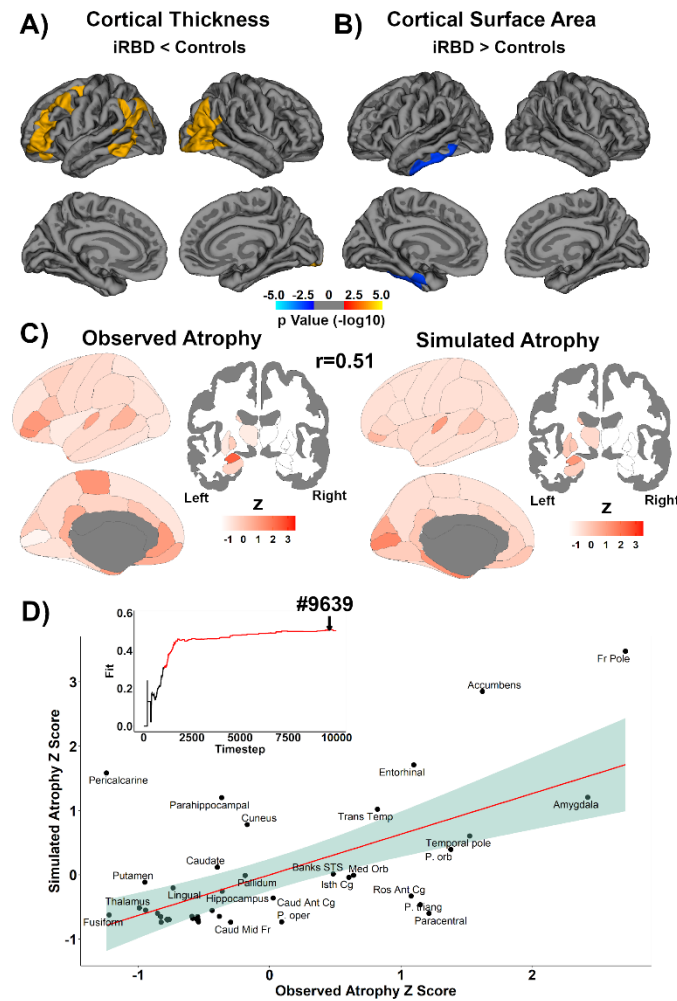 A) Cortical Thickness
iRBD < Controls
B) Cortical Surface Area
iRBD > Controls
-5.0 -2.5 0 2.5 5.0
p Value (-log10)
C) Observed Atrophy
r=0.51
Simulated Atrophy
Left Right
Z
-1 0 1 2 3
Left Right
Z
-1 0 1 2 3
D)
#9639
0.6
0.4
0.2
0.0
Fit
0 2500 5000 7500 10000
Timestep
Simulated Atrophy Z Score
3
2
1
0
-1
Fr Pole
Accumbens
Entorhinal
Pericalcarine
Parahippocampal
Cuneus
Trans Temp
Amygdala
Temporal pole
P. orb
Caudate
Banks STS
Med Orb
Isth Cg
Putamen
Pallidum
Lingual
Hippocampus
Thalamus
Caud Ant Cg
Ros Ant Cg
P. triang
Fusiform
P. oper
Caud Mid Fr
Paracentral
-1 0 1 2
Observed Atrophy Z Score